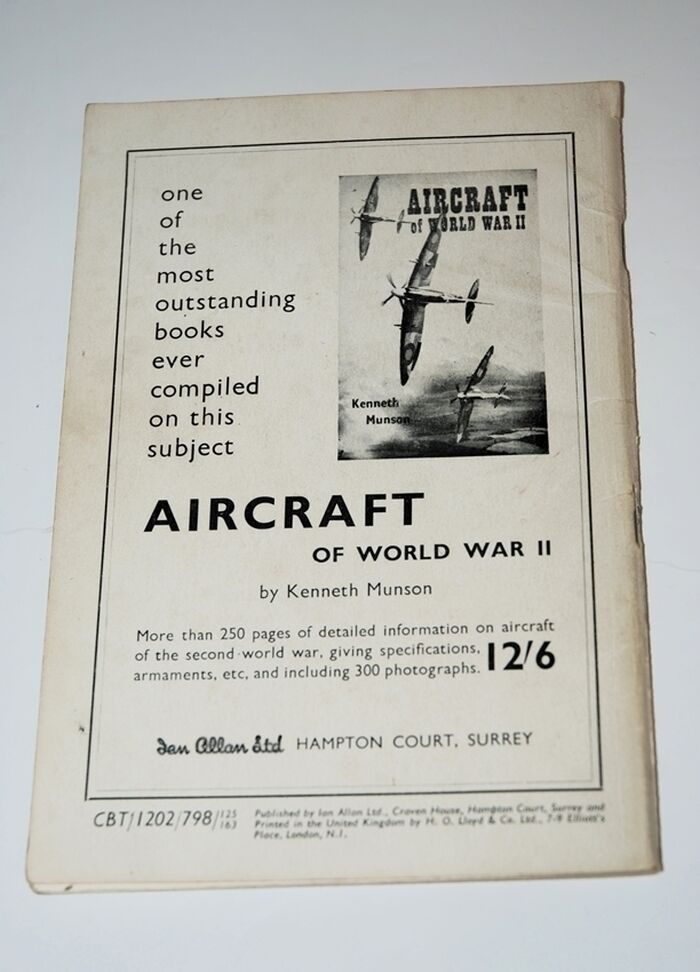 one
of
the
most
outstanding
books
ever
compiled
on this
subject
AIRCRAFT
of WORLD WAR II
Kenneth
Munson
AIRCRAFT
OF WORLD WAR II
by Kenneth Munson
More than 250 pages of detailed information on aircraft
of the second world war, giving specifications,
armaments, etc, and including 300 photographs.
12/6
Ian Allan Ltd HAMPTON COURT, SURREY
CBT/1202/798/125
163
Published by Ian Allan Ltd., Craven House, Hampton Court, Surrey and
Printed in the United Kingdom by H. O. Lloyd & Co. Ltd., 7-9 Elliott's
Place, London, N.1.